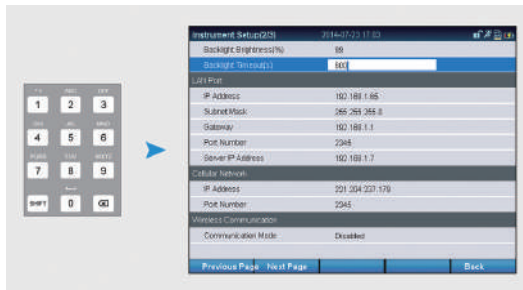 1 2 3
4 5 6
7 8 9
SHIFT 0
Instrument Setup(2/3) 2014-07-23 17:03
Backlight Brightness(%) 99
Backlight Timeout(s) 600
LAN Port
IP Address 192.168.1.65
Subnet Mask 255.255.255.0
Gateway 192.168.1.1
Port Number 2345
Server IP Address 192.168.1.7
Cellular Network
IP Address 221.204.237.179
Port Number 2345
Wireless Communication
Communication Mode Disabled
Previous Page Next Page Back